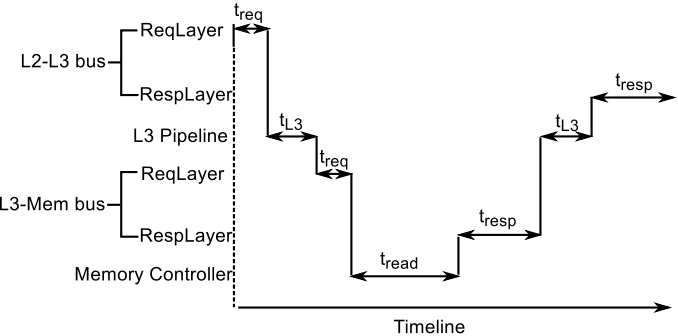 treq
ReqLayer
L2-L3 bus
tresp
RespLayer
tL3
tL3
L3 Pipeline
treq
ReqLayer
L3-Mem bus
tresp
RespLayer
tread
Memory Controller
Timeline